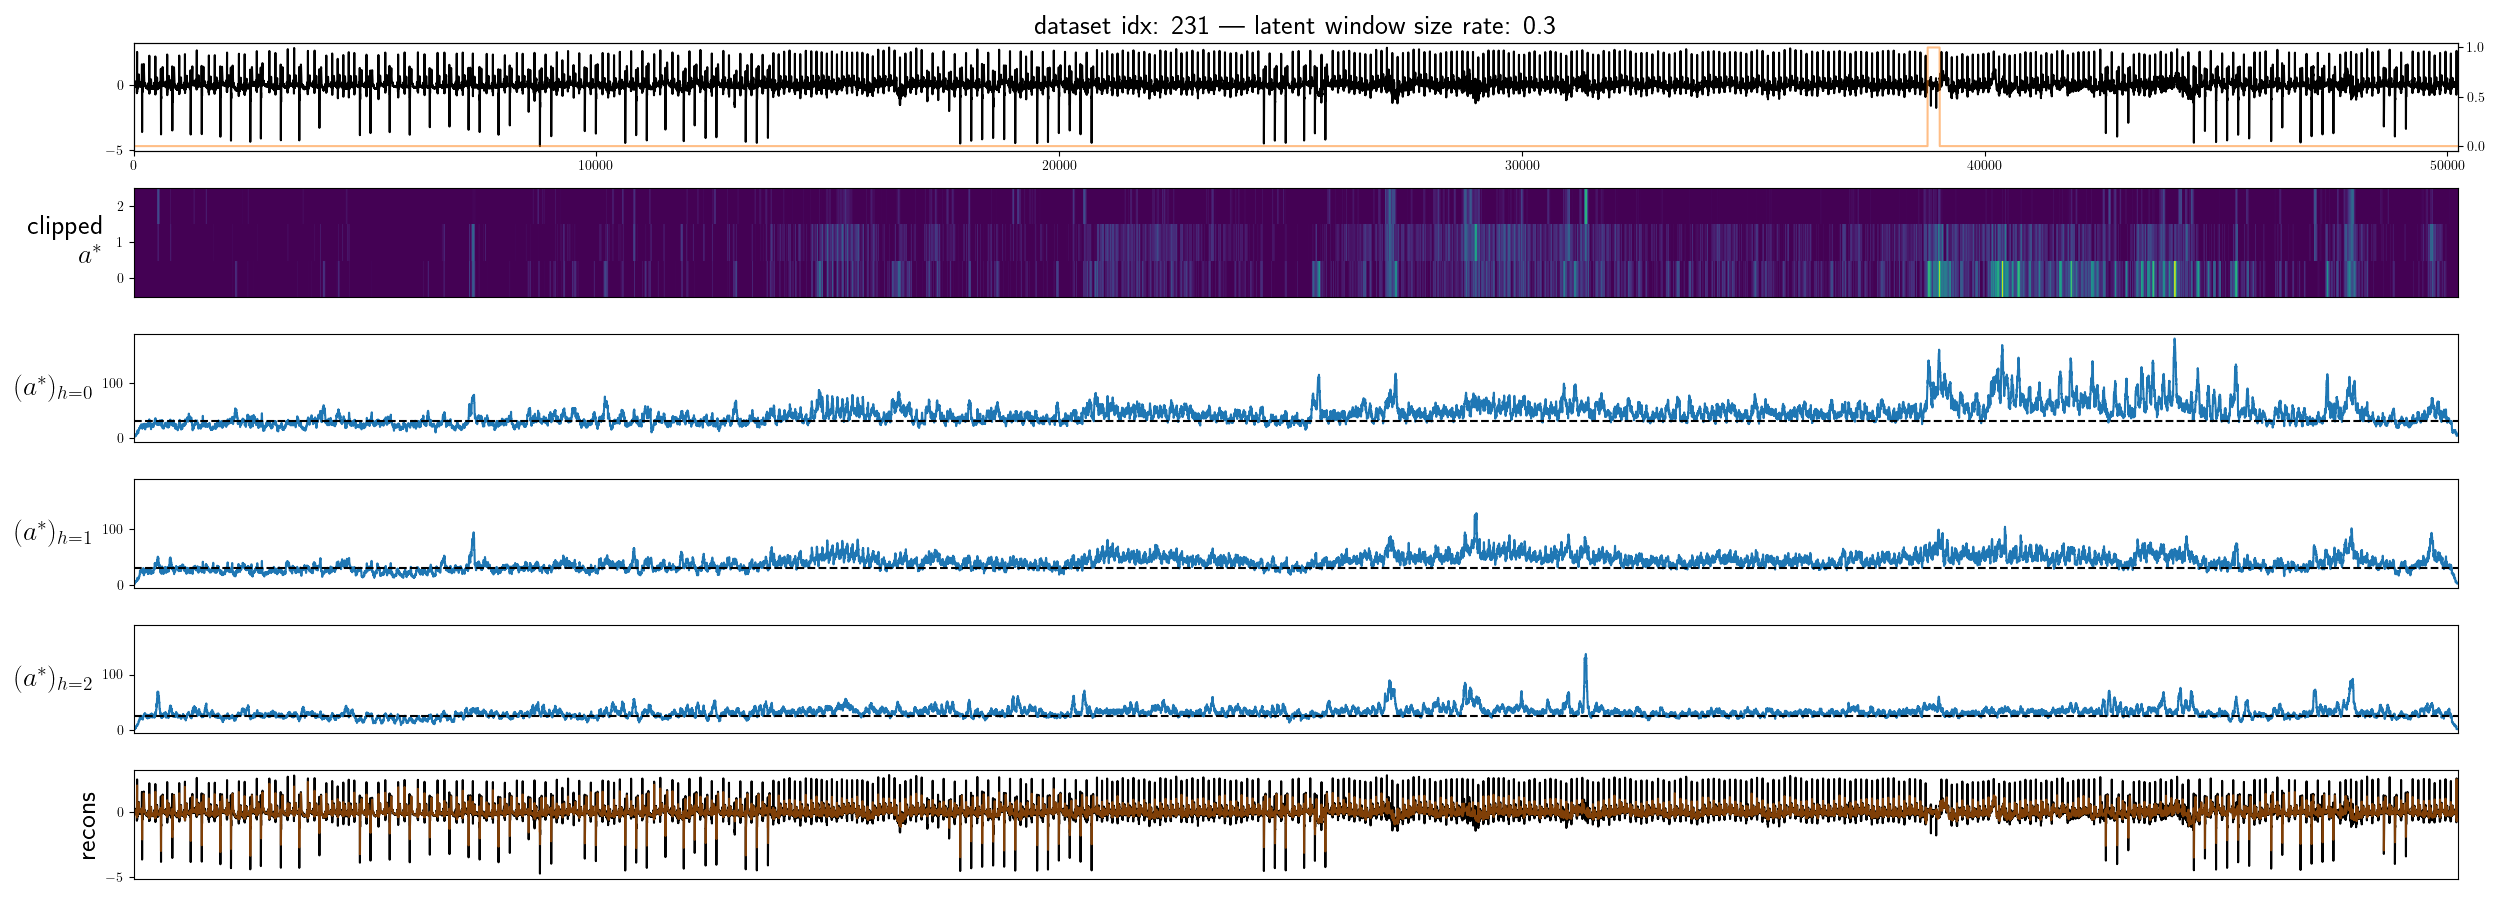 dataset idx: 231 — latent window size rate: 0.3
0
−5
1.0
0.5
0.0
0 10000 20000 30000 40000 50000
clipped
a*
2
1
0
(a*)h=0
100
0
(a*)h=1
100
0
(a*)h=2
100
0
recons
0
−5